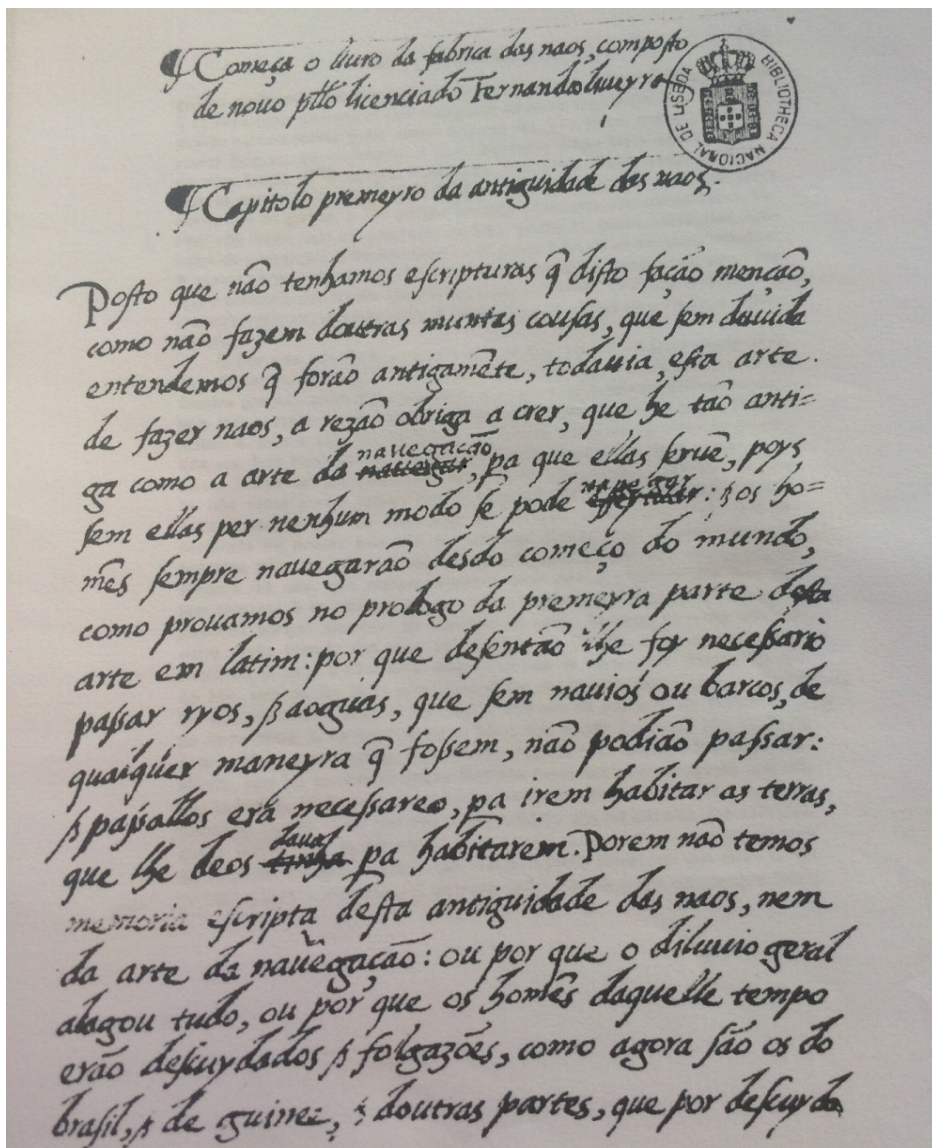 Começa o liuro da fabrica das naos, composto
de nouo pllo licenciado Fernandoliueyra
BIBLIOTHECA NACIONAL DE LISBOA
Capitolo premeyro da antiguidade das naos.
Posto que não tenhamos escripturas q̃ disto fação menção,
como não fazem doutras muntas cousas, que sem duuida
entendemos q̃ forão antigamẽte, todauia, esta arte.
de fazer naos, a rezão obriga a crer, que he tão anti=
ga como a arte da nauegação, pa que ellas seruẽ, poys
sem ellas per nenhum modo se pode nauegar: & os ho=
mẽs sempre nauegarão desdo começo do mundo,
como prouamos no prologo da premeyra parte desta
arte em latim: por que desentão lhe foy necessario
passar ryos, & aoguas, que sem nauios ou barcos, de
qualquer maneyra q̃ fossem, não podião passar:
& passallos era necessareo, pa irem habitar as terras,
que lhe deos daua pa habitarem. Porem não temos
memoria escripta desta antiguidade das naos, nem
da arte da nauegação: ou por que o diluuio geral
alagou tudo, ou por que os homẽs daquelle tempo
erão descuydados & folgazões, como agora são os do
brasil, & de guinee, & doutras partes, que por descuydo